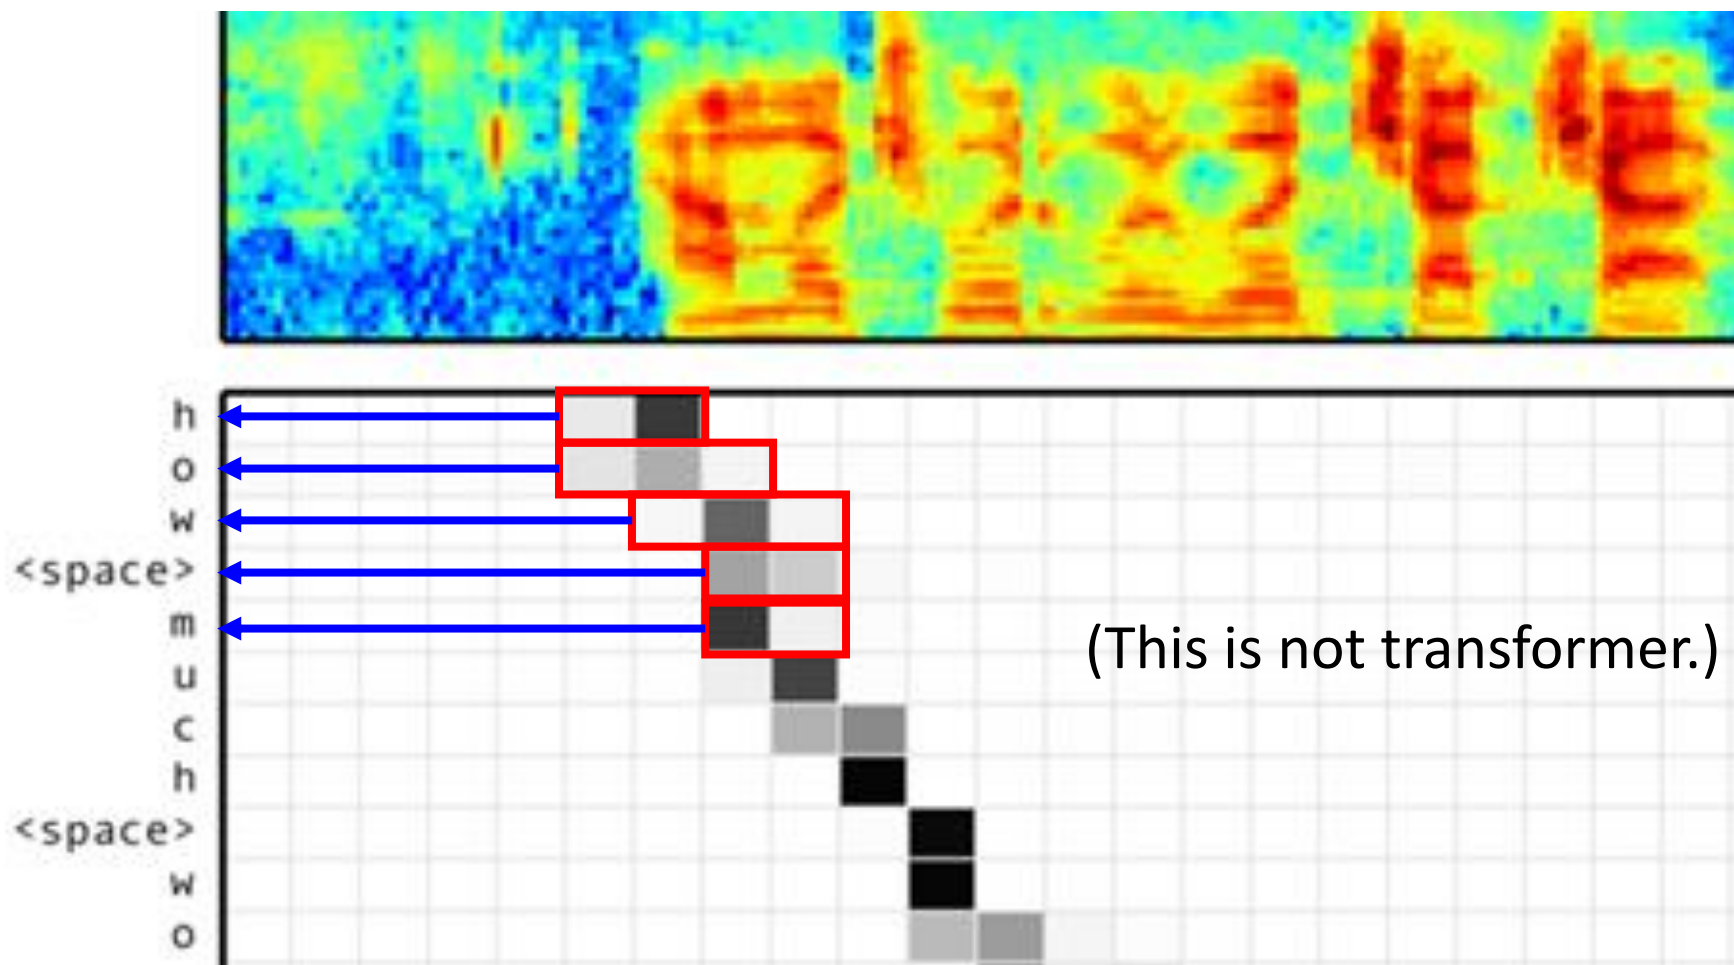 h
o
w
<space>
m
(This is not transformer.)
u
c
h
<space>
w
o